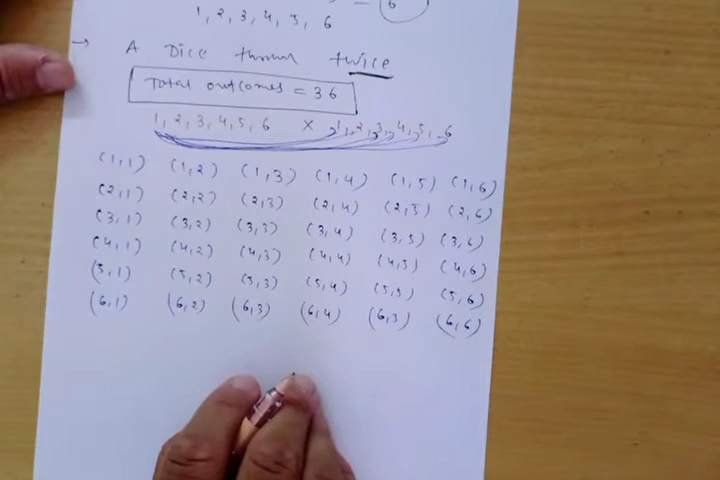 = 6
1, 2, 3, 4, 5, 6
→ A Dice thrown twice
Total outcomes = 36
1, 2, 3, 4, 5, 6 X 1, 2, 3, 4, 5, 6
(1,1) (1,2) (1,3) (1,4) (1,5) (1,6)
(2,1) (2,2) (2,3) (2,4) (2,5) (2,6)
(3,1) (3,2) (3,3) (3,4) (3,5) (3,6)
(4,1) (4,2) (4,3) (4,4) (4,5) (4,6)
(5,1) (5,2) (5,3) (5,4) (5,5) (5,6)
(6,1) (6,2) (6,3) (6,4) (6,5) (6,6)